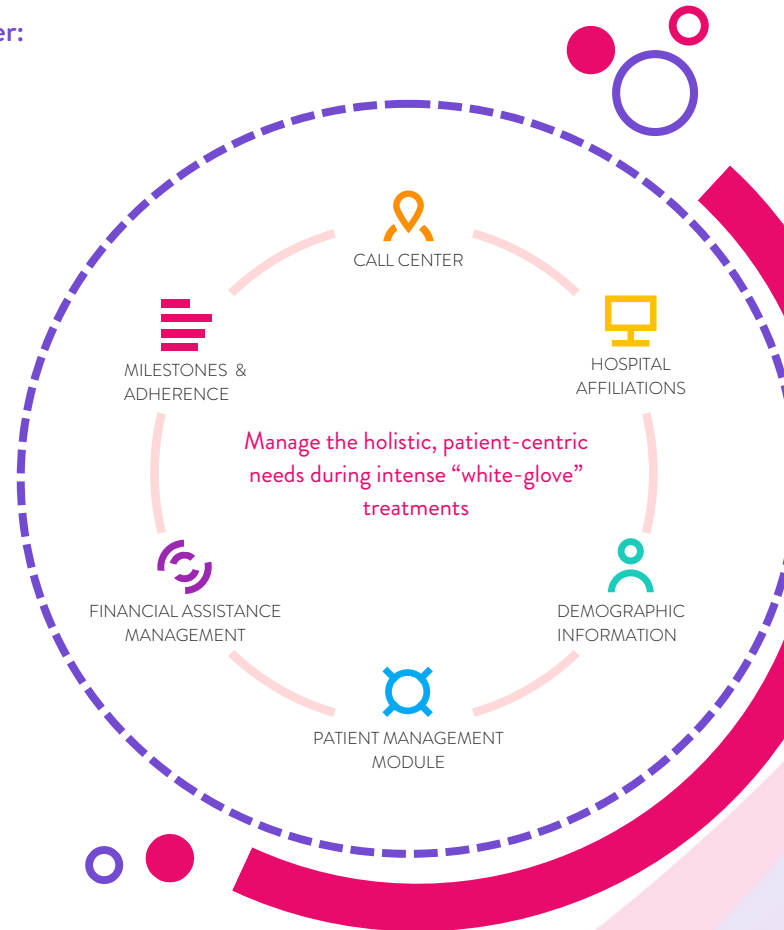 er:
CALL CENTER
HOSPITAL
AFFILIATIONS
MILESTONES &
ADHERENCE
Manage the holistic, patient-centric
needs during intense “white-glove”
treatments
DEMOGRAPHIC
INFORMATION
FINANCIAL ASSISTANCE
MANAGEMENT
PATIENT MANAGEMENT
MODULE